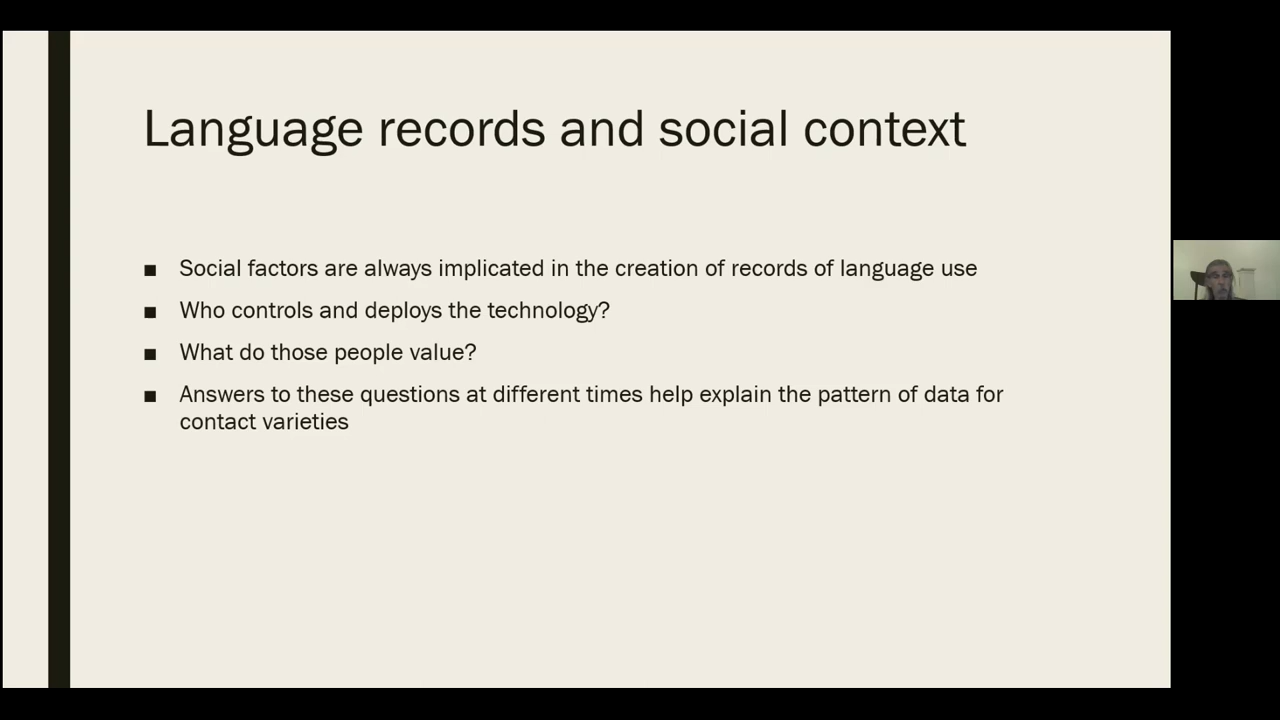 Language records and social context
■ Social factors are always implicated in the creation of records of language use
■ Who controls and deploys the technology?
■ What do those people value?
■ Answers to these questions at different times help explain the pattern of data for
contact varieties